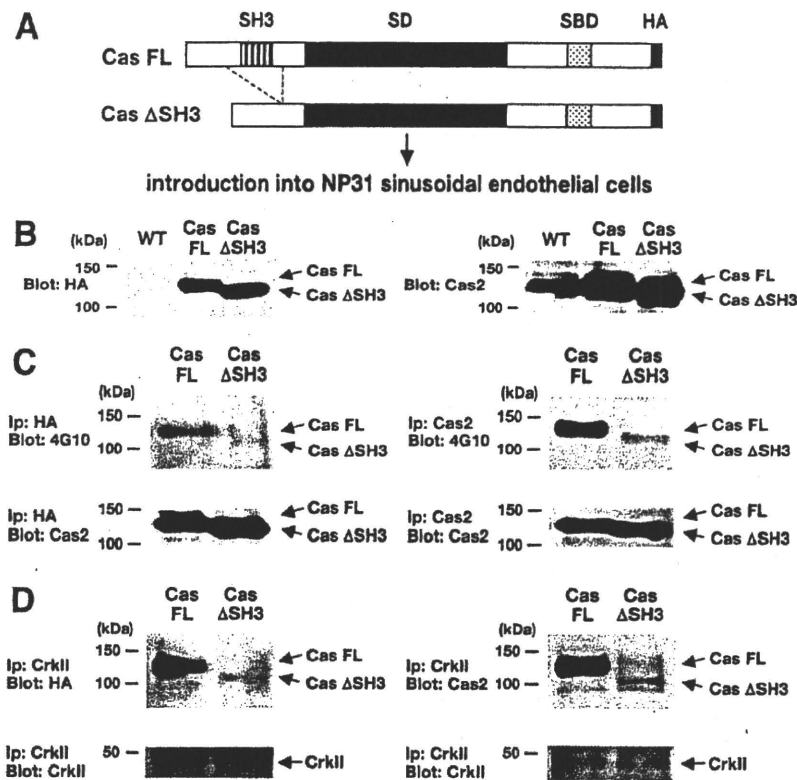 A
SH3 SD SBD HA
Cas FL
Cas ΔSH3
introduction into NP31 sinusoidal endothelial cells
B
(kDa) WT Cas FL Cas ΔSH3
150
Blot: HA
100
Cas FL
Cas ΔSH3
(kDa) WT Cas FL Cas ΔSH3
150
Blot: Cas2
100
Cas FL
Cas ΔSH3
C
(kDa) Cas FL Cas ΔSH3
Ip: HA
Blot: 4G10
150
100
Cas FL
Cas ΔSH3
(kDa) Cas FL Cas ΔSH3
Ip: Cas2
Blot: 4G10
150
100
Cas FL
Cas ΔSH3
Ip: HA
Blot: Cas2
150
100
Cas FL
Cas ΔSH3
Ip: Cas2
Blot: Cas2
150
100
Cas FL
Cas ΔSH3
D
(kDa) Cas FL Cas ΔSH3
Ip: CrkII
Blot: HA
150
100
Cas FL
Cas ΔSH3
(kDa) Cas FL Cas ΔSH3
Ip: CrkII
Blot: Cas2
150
100
Cas FL
Cas ΔSH3
Ip: CrkII
Blot: CrkII
50
CrkII
Ip: CrkII
Blot: CrkII
50
CrkII